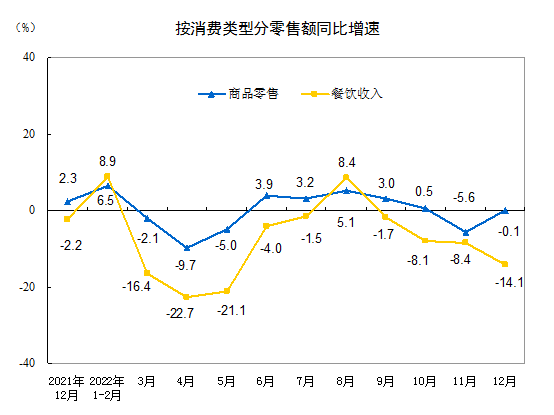 按消费类型分零售额同比增速
(%)
商品零售 餐饮收入
40
20
0
-20
-40
2.3 8.9 3.9 3.2 8.4 3.0 0.5 -5.6
-2.2 6.5 -2.1 -9.7 -5.0 -4.0 -1.5 5.1 -1.7 -8.1 -8.4 -0.1
-16.4 -22.7 -21.1 -14.1
2021年 2022年 3月 4月 5月 6月 7月 8月 9月 10月 11月 12月
12月 1-2月